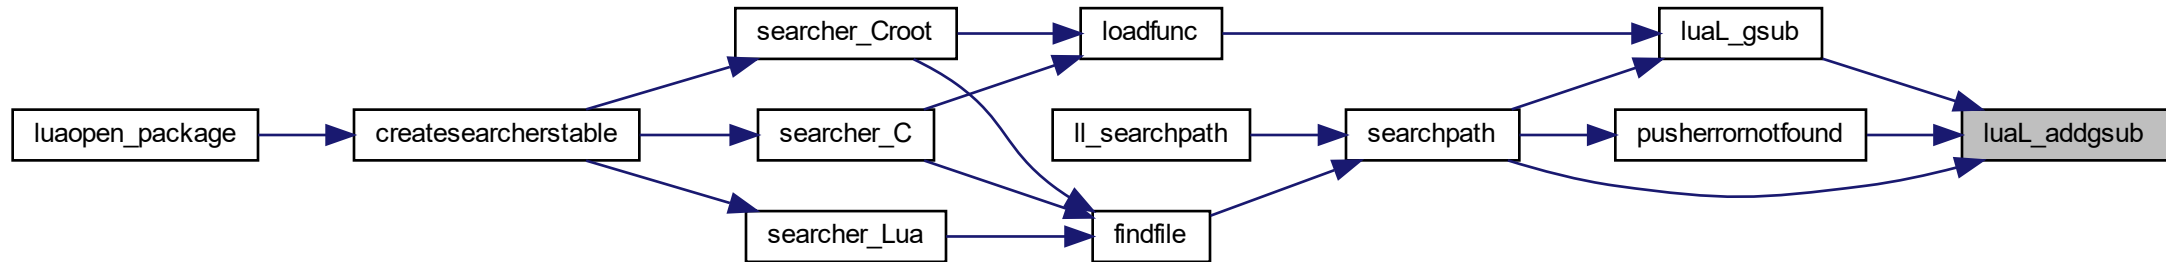 searcher_Croot
loadfunc
luaL_gsub
luaopen_package
createsearcherstable
searcher_C
ll_searchpath
searchpath
pusherrornotfound
luaL_addgsub
searcher_Lua
findfile